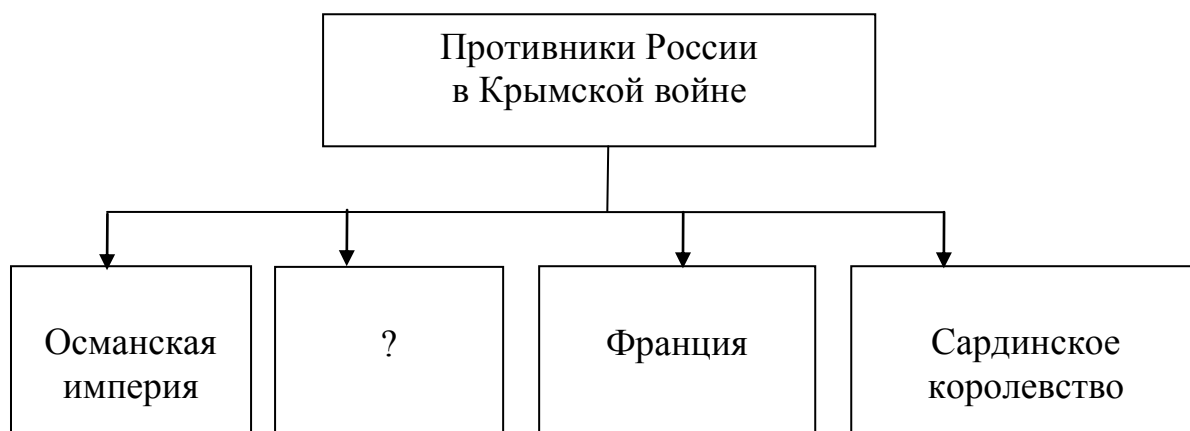 Противники России
в Крымской войне
Османская
империя
?
Франция
Сардинское
королевство